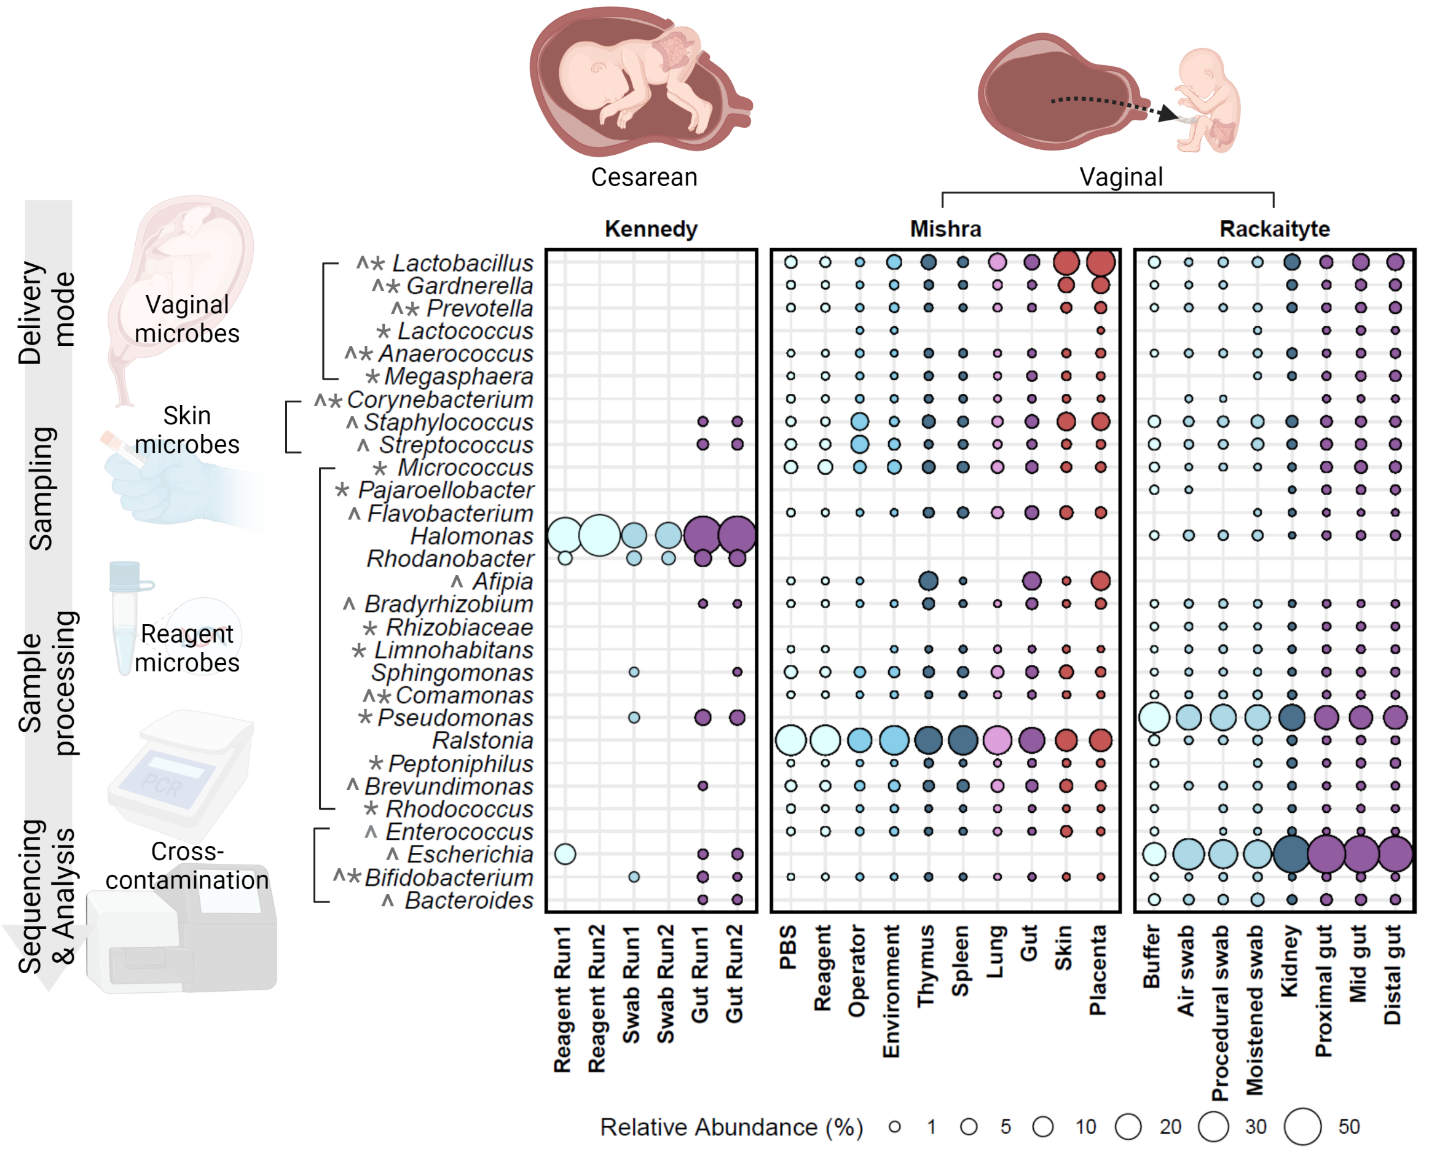 Cesarean
Vaginal
Kennedy
Mishra
Rackaityte
Delivery
mode
Sampling
Sample
processing
Sequencing
& Analysis
Vaginal
microbes
Skin
microbes
Reagent
microbes
PCR
Cross-
contamination
^* Lactobacillus
^* Gardnerella
^* Prevotella
* Lactococcus
^* Anaerococcus
* Megasphaera
^* Corynebacterium
^ Staphylococcus
^ Streptococcus
* Micrococcus
* Pajaroellobacter
^ Flavobacterium
Halomonas
Rhodanobacter
^ Afipia
^ Bradyrhizobium
* Rhizobiaceae
* Limnohabitans
Sphingomonas
^* Comamonas
* Pseudomonas
Ralstonia
* Peptoniphilus
^ Brevundimonas
* Rhodococcus
^ Enterococcus
^ Escherichia
^* Bifidobacterium
^ Bacteroides
Reagent Run1
Reagent Run2
Swab Run1
Swab Run2
Gut Run1
Gut Run2
PBS
Reagent
Operator
Environment
Thymus
Spleen
Lung
Gut
Skin
Placenta
Buffer
Air swab
Procedural swab
Moistened swab
Kidney
Proximal gut
Mid gut
Distal gut
Relative Abundance (%) 1 5 10 20 30 50